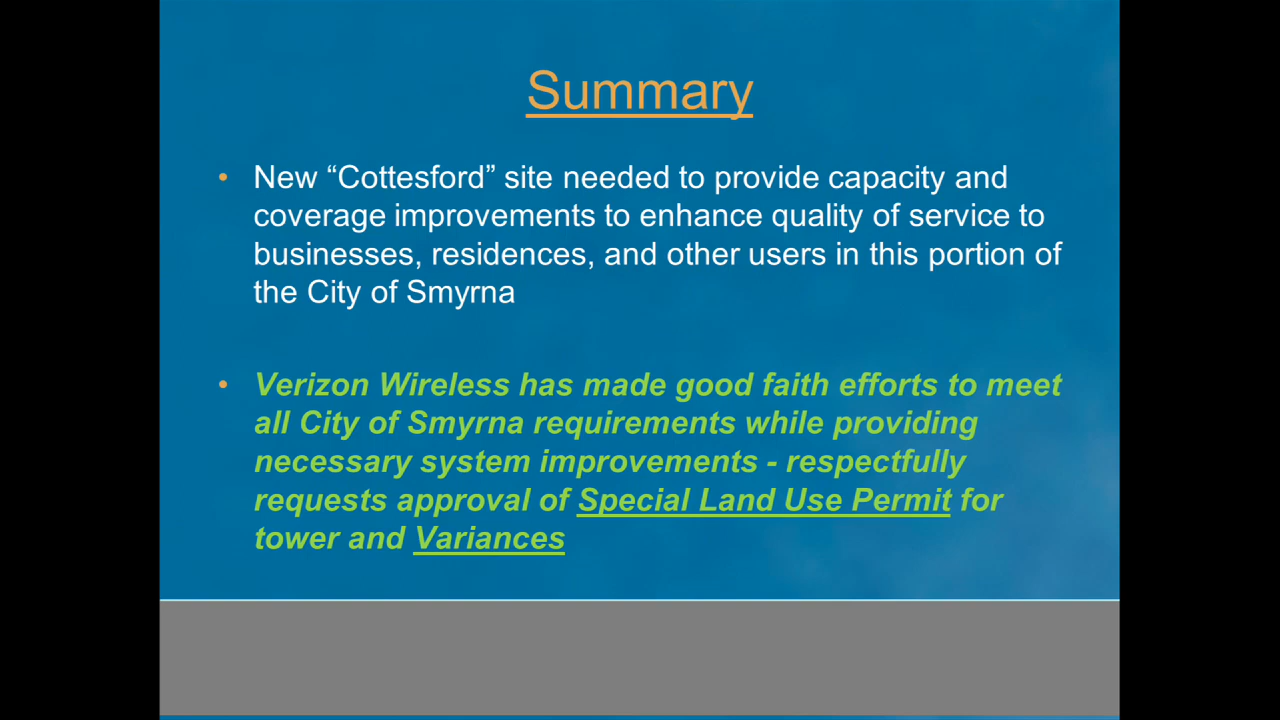 Summary
• New “Cottesford” site needed to provide capacity and
coverage improvements to enhance quality of service to
businesses, residences, and other users in this portion of
the City of Smyrna
• Verizon Wireless has made good faith efforts to meet
all City of Smyrna requirements while providing
necessary system improvements - respectfully
requests approval of Special Land Use Permit for
tower and Variances